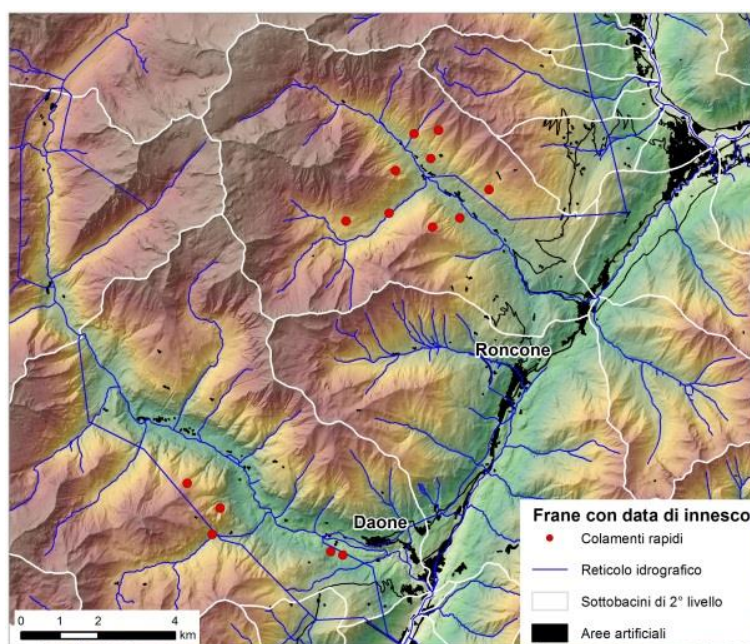 Roncone
Daone
Frane con data di innesco
Colamenti rapidi
Reticolo idrografico
Sottobacini di 2° livello
Aree artificiali
0 1 2 4
km